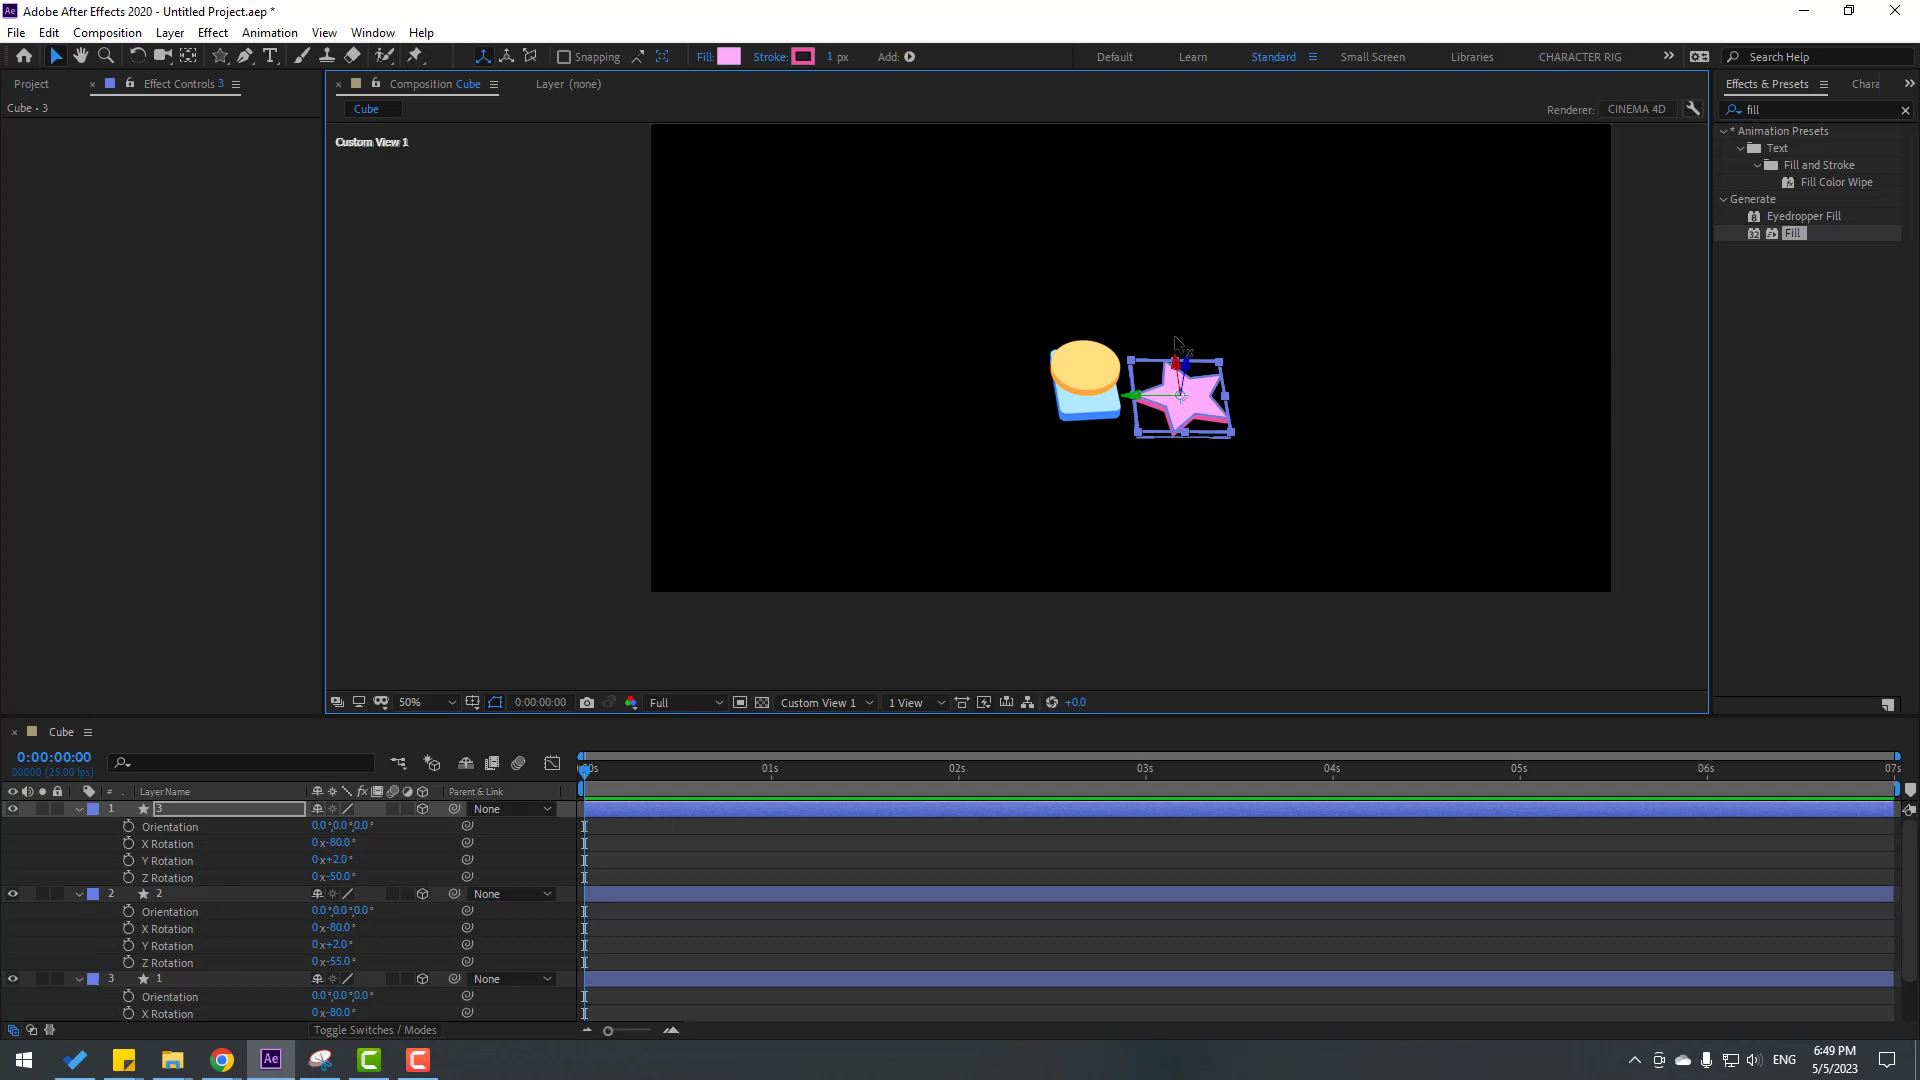 Adobe After Effects 2020 - Untitled Project.aep *
File Edit Composition Layer Effect Animation View Window Help
Snapping Fill: Stroke: 1 px Add: Default Learn Standard Small Screen Libraries CHARACTER RIG Search Help
Project Effect Controls 3 Composition Cube Layer (none) Effects & Presets Chara
Cube • 3
Cube
Renderer: CINEMA 4D
fill
Custom View 1
* Animation Presets
Text
Fill and Stroke
Fill Color Wipe
Generate
Eyedropper Fill
Fill
50% 0:00:00:00 Full Custom View 1 1 View +0.0
Cube
0:00:00:00
00000 (25.00 fps)
01s 02s 03s 04s 05s 06s 07s
# Layer Name fx Parent & Link
1 3 None
Orientation 0.0°,0.0°,0.0°
X Rotation 0x-80.0°
Y Rotation 0x+2.0°
Z Rotation 0x-50.0°
2 2 None
Orientation 0.0°,0.0°,0.0°
X Rotation 0x-80.0°
Y Rotation 0x+2.0°
Z Rotation 0x-55.0°
3 1 None
Orientation 0.0°,0.0°,0.0°
X Rotation 0x-80.0°
Toggle Switches / Modes
Ae ENG 6:49 PM
5/5/2023